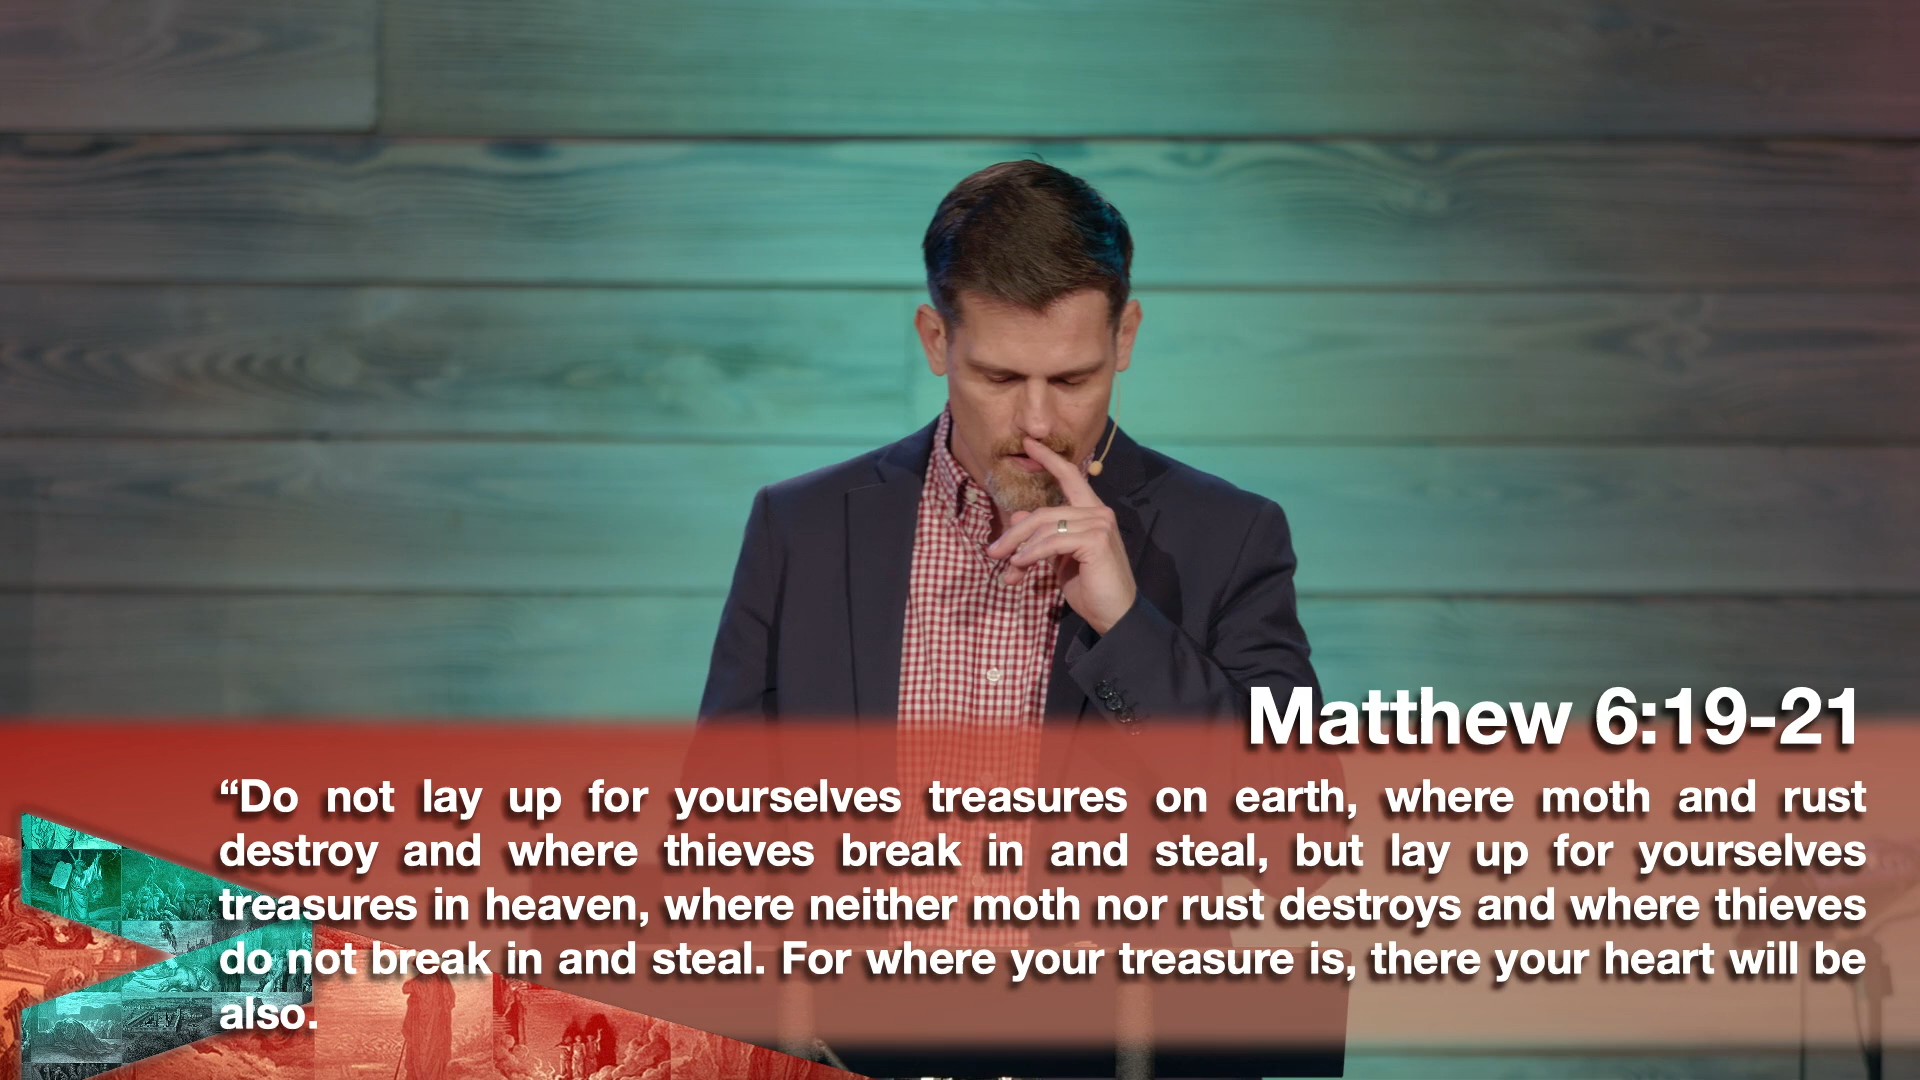 Matthew 6:19-21
“Do not lay up for yourselves treasures on earth, where moth and rust
destroy and where thieves break in and steal, but lay up for yourselves
treasures in heaven, where neither moth nor rust destroys and where thieves
do not break in and steal. For where your treasure is, there your heart will be
also.